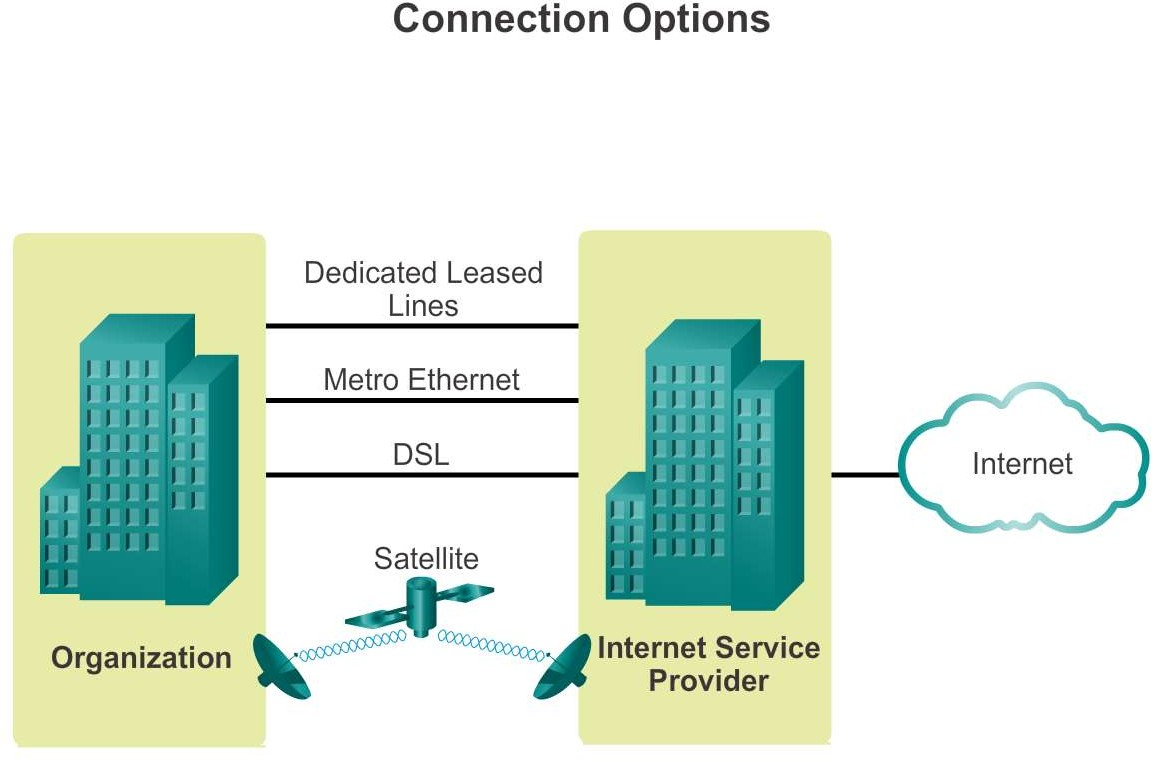 Connection Options
Dedicated Leased
Lines
Metro Ethernet
DSL
Internet
Satellite
Organization
Internet Service
Provider